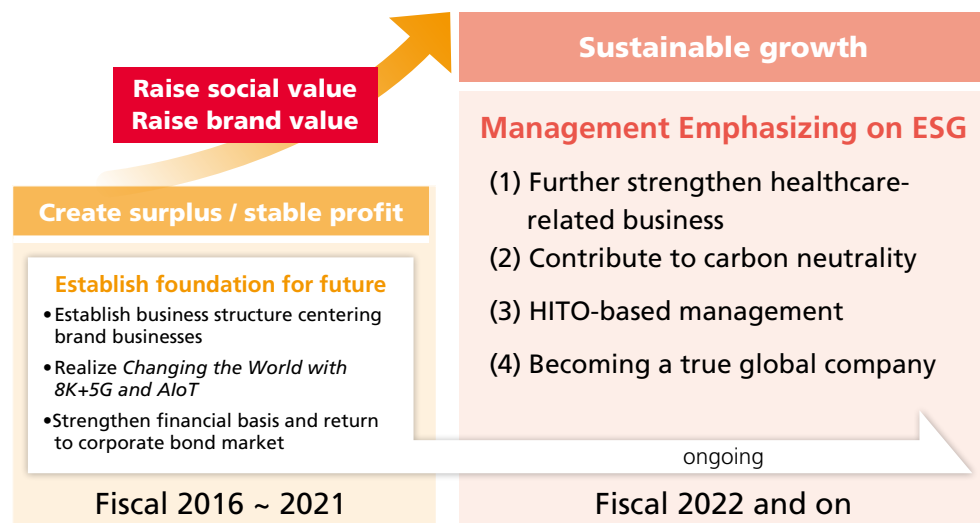 Raise social value
Raise brand value
Create surplus / stable profit
Establish foundation for future
•Establish business structure centering
brand businesses
•Realize Changing the World with
8K+5G and AIoT
•Strengthen financial basis and return
to corporate bond market
Fiscal 2016 ~ 2021
Sustainable growth
Management Emphasizing on ESG
(1) Further strengthen healthcare-
related business
(2) Contribute to carbon neutrality
(3) HITO-based management
(4) Becoming a true global company
ongoing
Fiscal 2022 and on